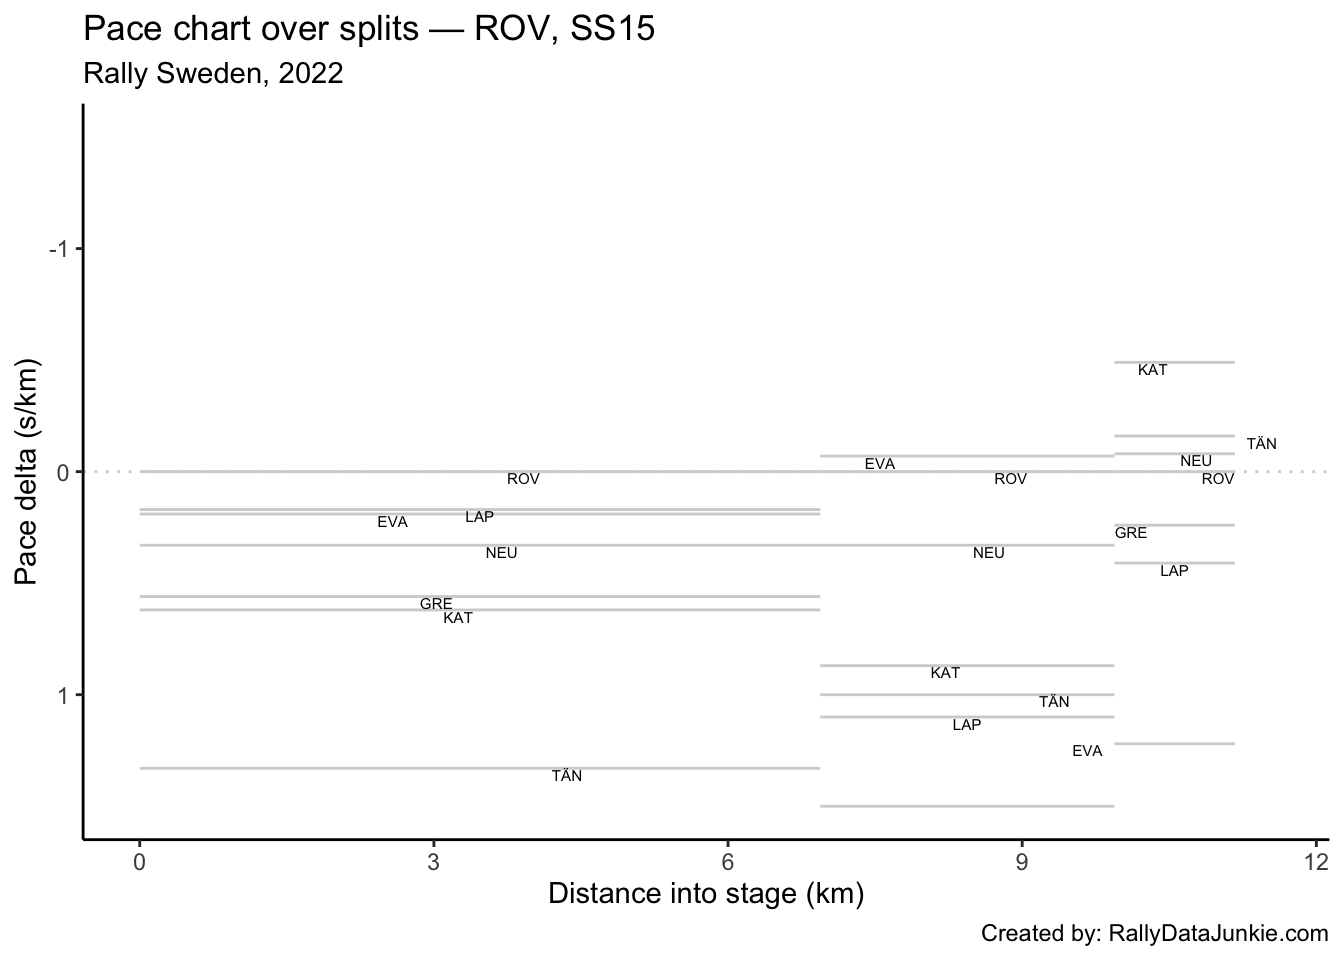 Pace chart over splits — ROV, SS15
Rally Sweden, 2022
Pace delta (s/km)
-1
0
1
KAT
TÄN
EVA
NEU
ROV
ROV
ROV
EVA
LAP
GRE
NEU
NEU
LAP
GRE
KAT
KAT
TÄN
LAP
EVA
TÄN
0
3
6
9
12
Distance into stage (km)
Created by: RallyDataJunkie.com